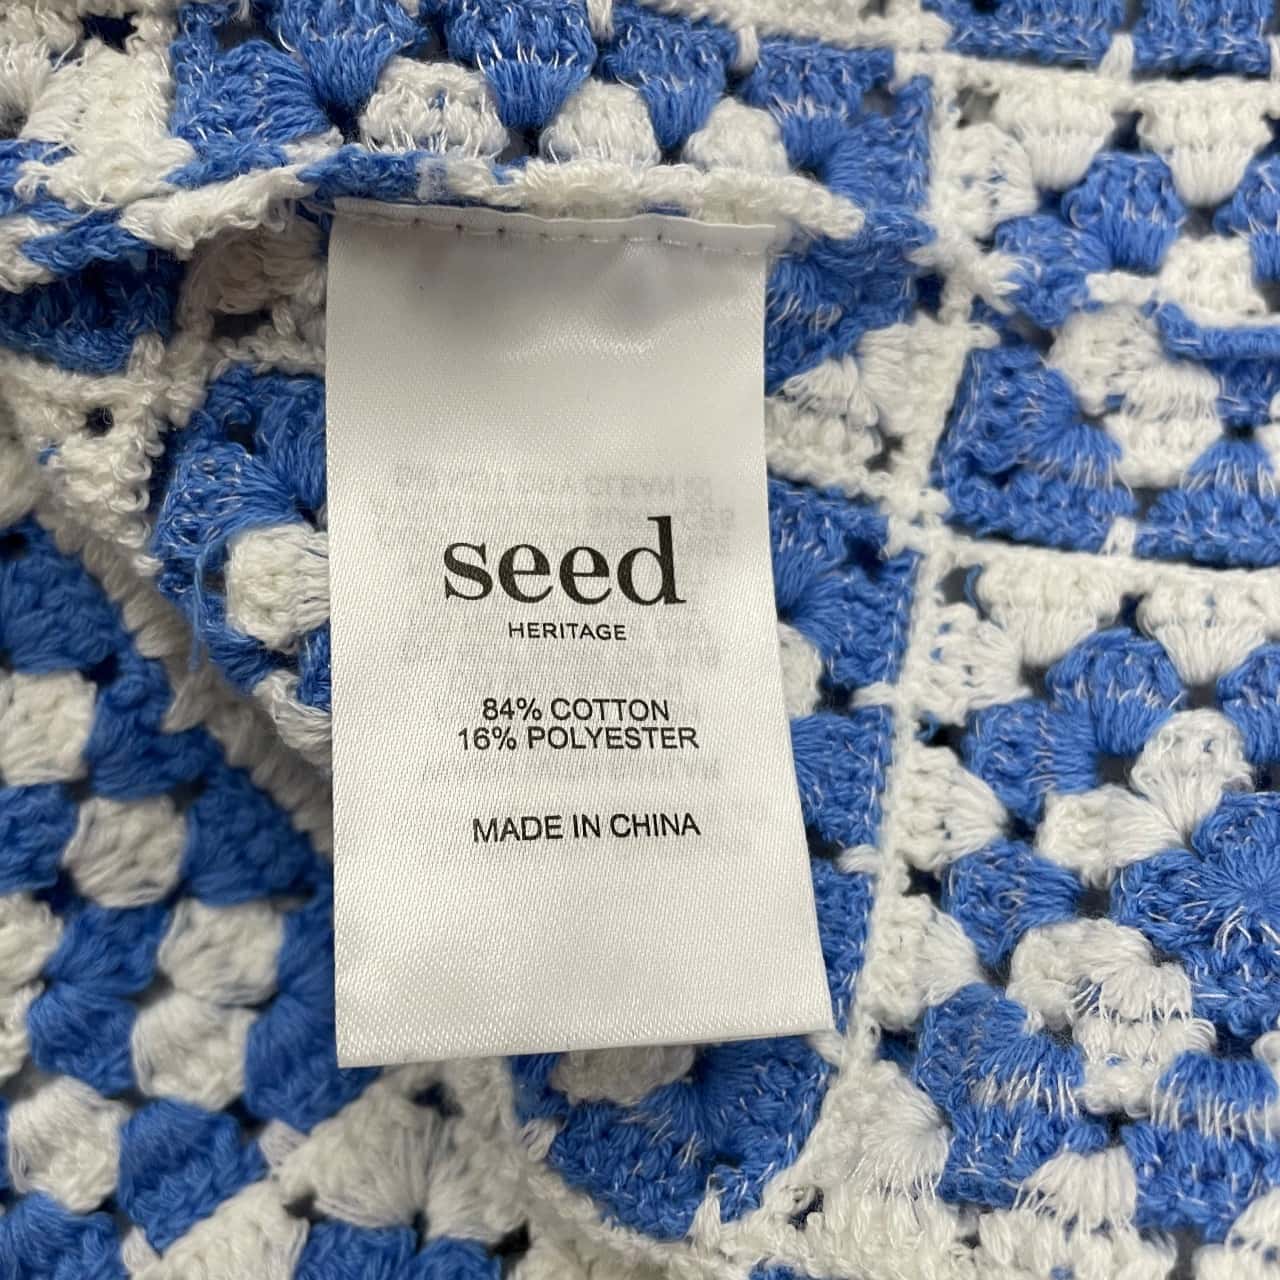 seed
HERITAGE
84% COTTON
16% POLYESTER
MADE IN CHINA